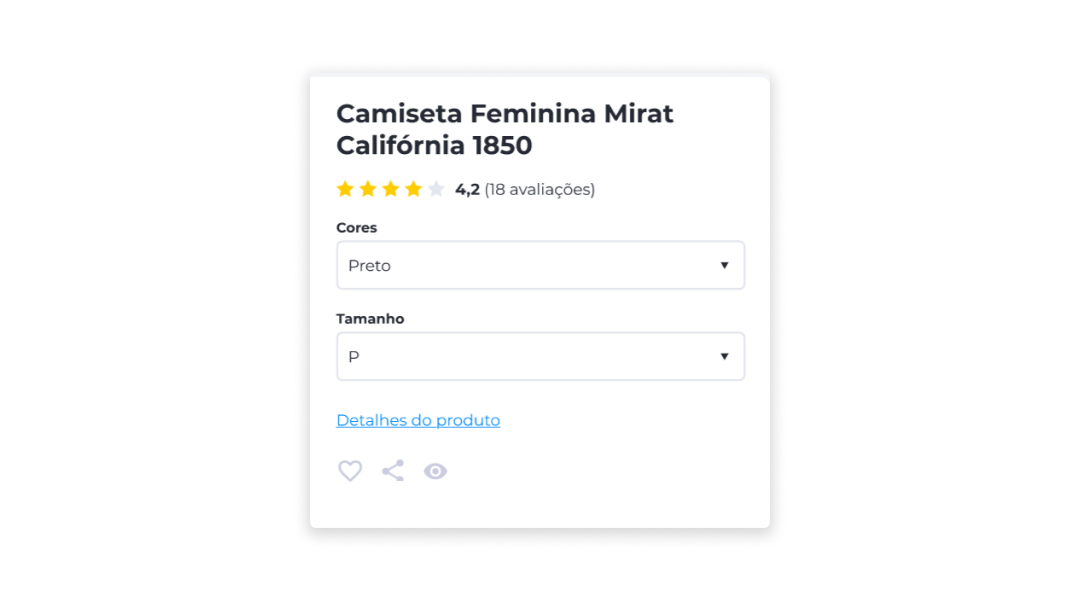 Camiseta Feminina Mirat
Califórnia 1850
4,2 (18 avaliações)
Cores
Preto
Tamanho
P
Detalhes do produto